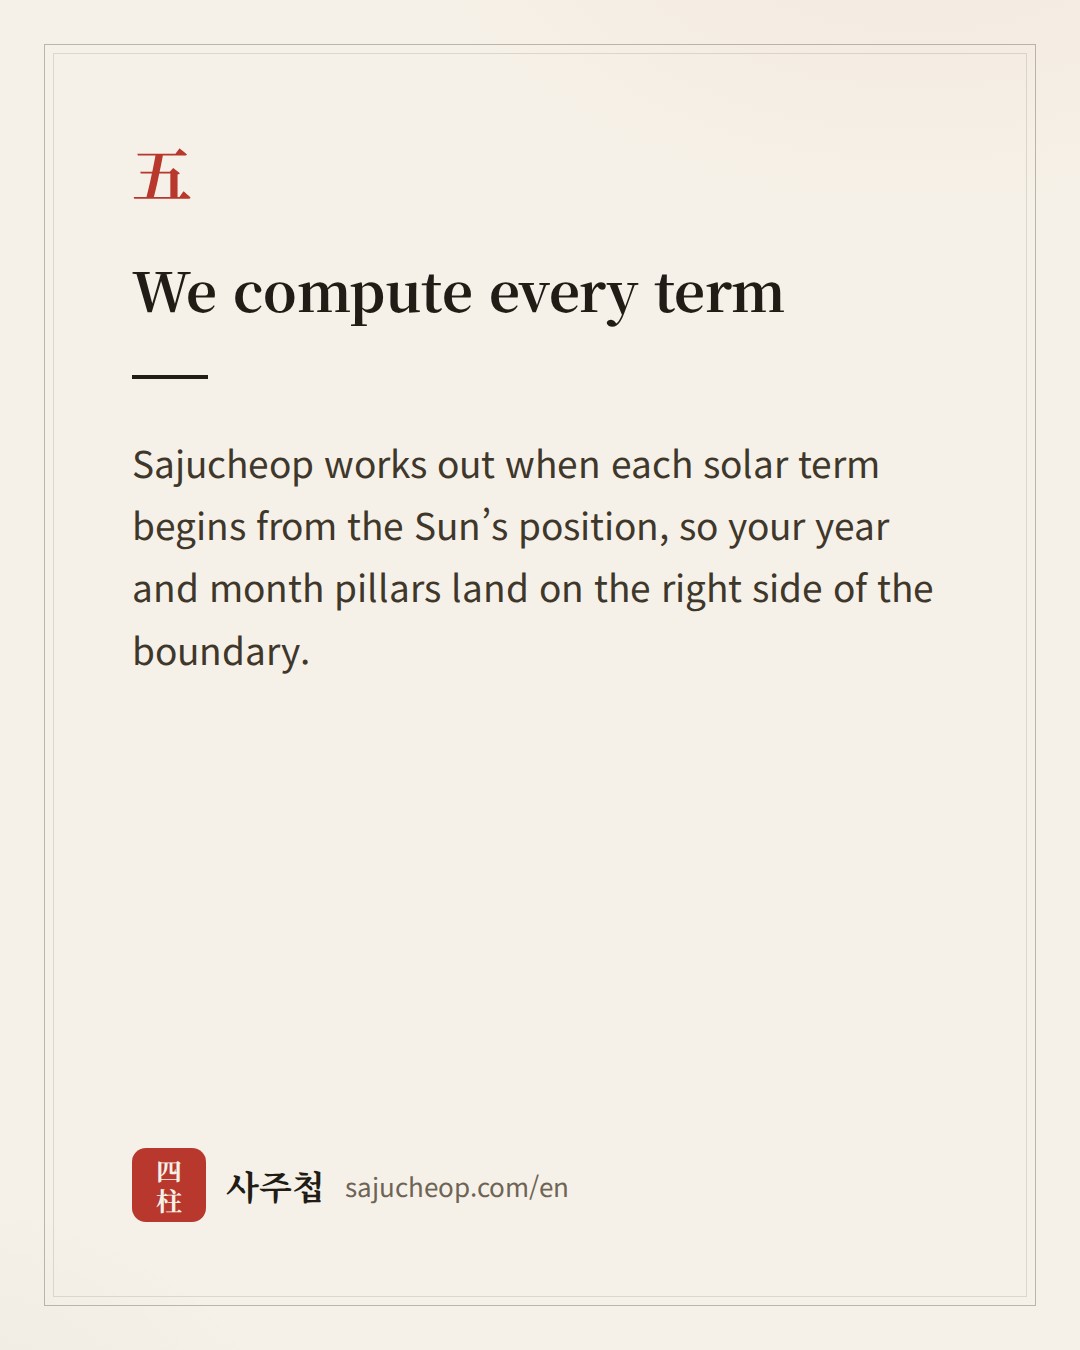 五
We compute every term
Sajucheop works out when each solar term
begins from the Sun’s position, so your year
and month pillars land on the right side of the
boundary.
四
柱
사주첩 sajucheop.com/en